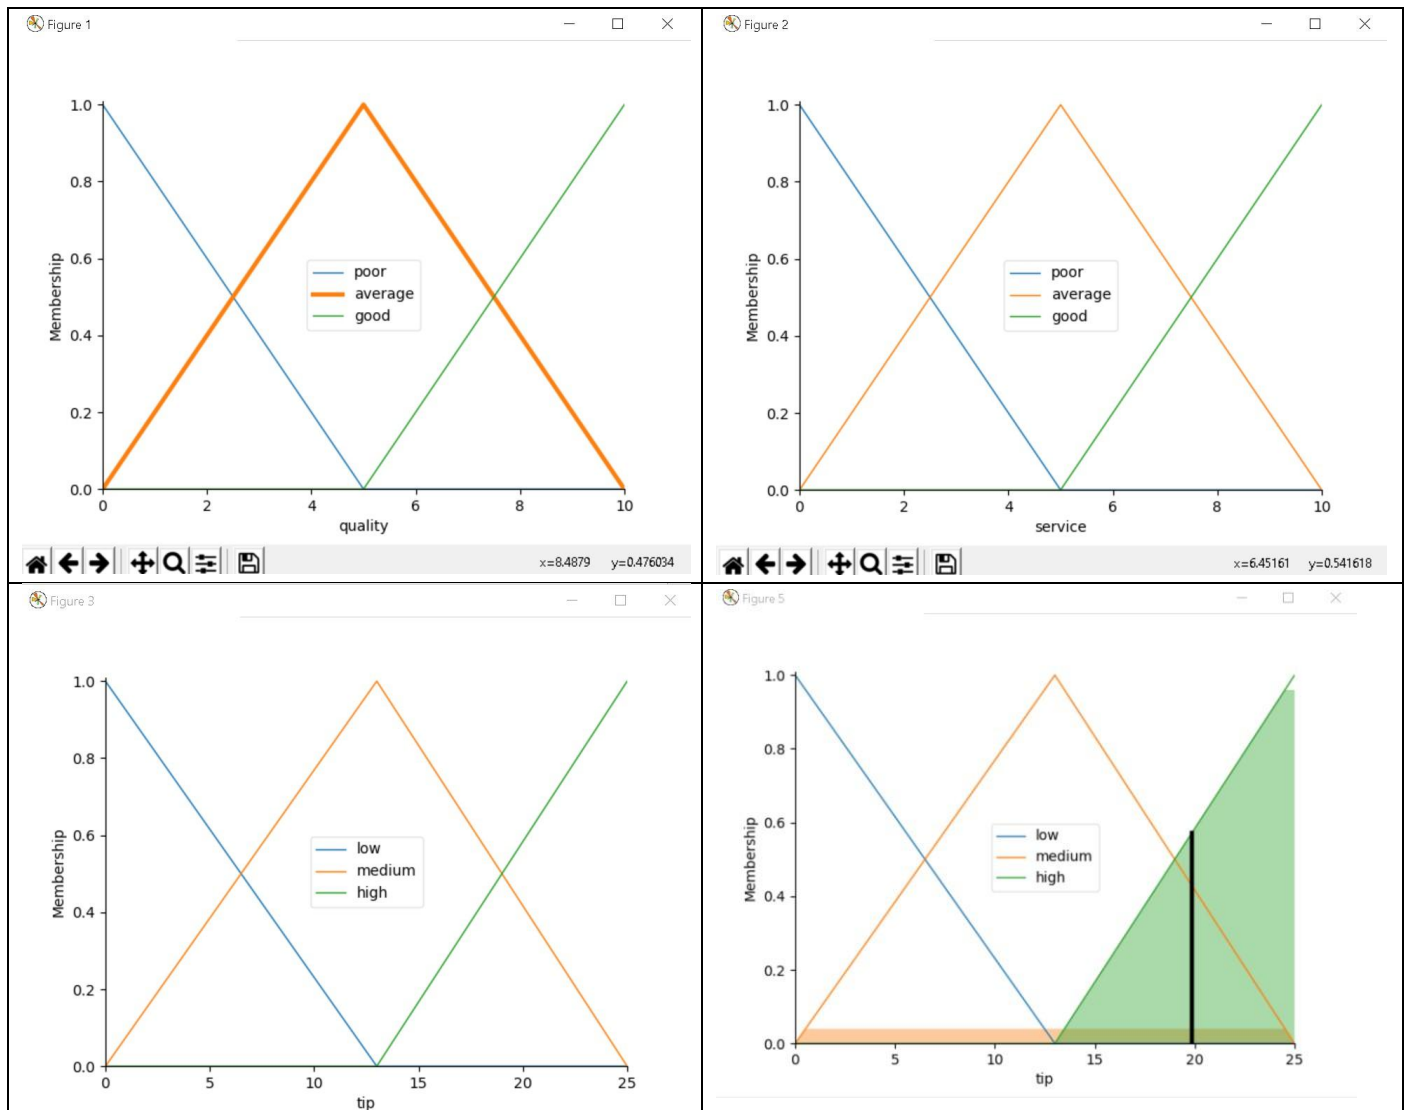 Figure 1
1.0
0.8
0.6
0.4
0.2
0.0
Membership
poor
average
good
0 2 4 6 8 10
quality
x=8.4879 y=0.476034
Figure 2
1.0
0.8
0.6
0.4
0.2
0.0
Membership
poor
average
good
0 2 4 6 8 10
service
x=6.45161 y=0.541618
Figure 3
1.0
0.8
0.6
0.4
0.2
0.0
Membership
low
medium
high
0 5 10 15 20 25
tip
Figure 5
1.0
0.8
0.6
0.4
0.2
0.0
Membership
low
medium
high
0 5 10 15 20 25
tip